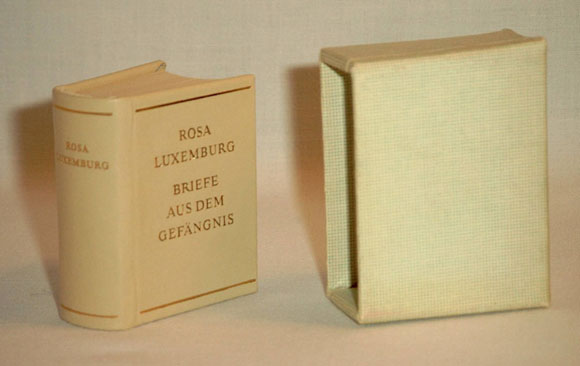 ROSA
LUXEMBURG
ROSA
LUXEMBURG
BRIEFE
AUS DEM
GEFÄNGNIS